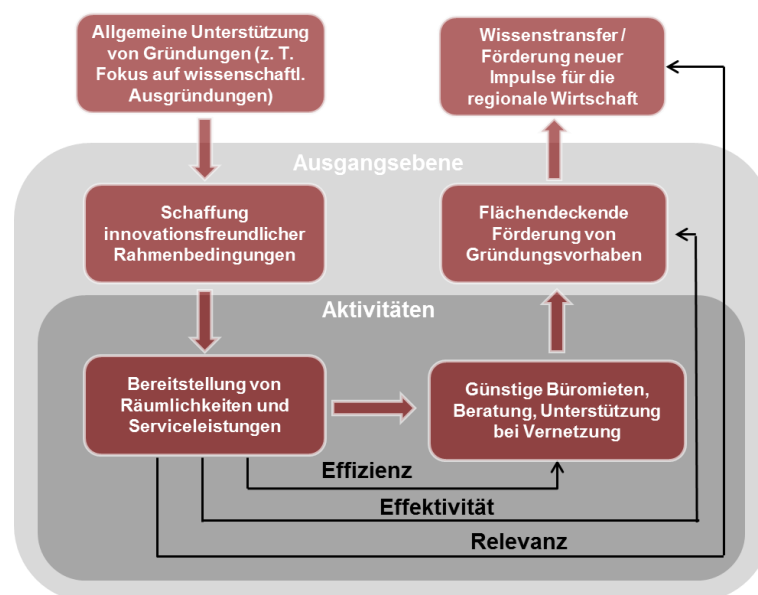 Allgemeine Unterstützung
von Gründungen (z. T.
Fokus auf wissenschaftl.
Ausgründungen)
Wissenstransfer /
Förderung neuer
Impulse für die
regionale Wirtschaft
Ausgangsebene
Schaffung
innovationsfreundlicher
Rahmenbedingungen
Flächendeckende
Förderung von
Gründungsvorhaben
Aktivitäten
Bereitstellung von
Räumlichkeiten und
Serviceleistungen
Günstige Büromieten,
Beratung, Unterstützung
bei Vernetzung
Effizienz
Effektivität
Relevanz